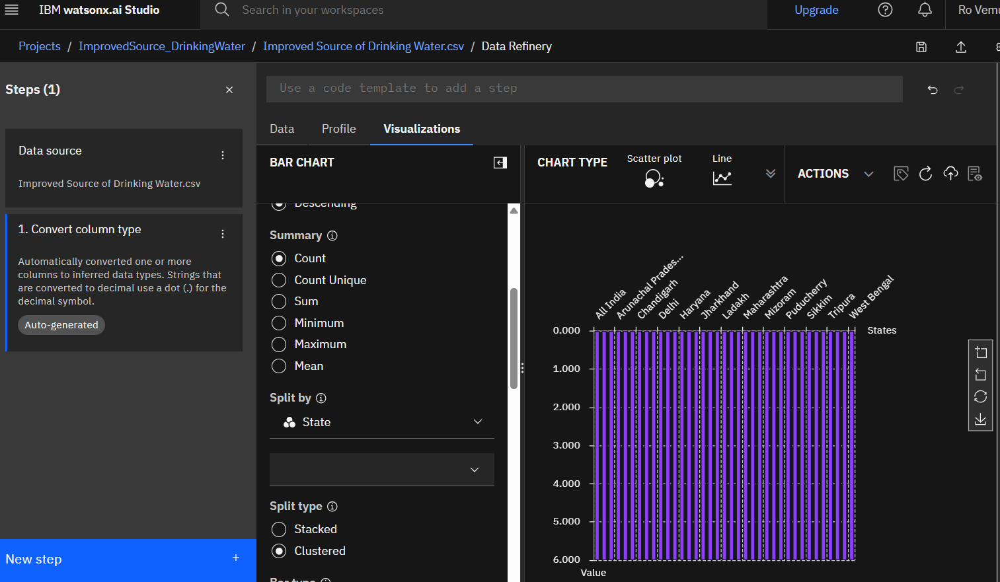 IBM watsonx.ai Studio
Search in your workspaces
Upgrade
Projects / ImprovedSource_DrinkingWater / Improved Source of Drinking Water.csv / Data Refinery
Steps (1)
Data source
Improved Source of Drinking Water.csv
1. Convert column type
Automatically converted one or more
columns to inferred data types. Strings that
are converted to decimal use a dot (.) for the
decimal symbol.
Auto-generated
New step
Use a code template to add a step
Data
Profile
Visualizations
BAR CHART
Descending
Summary
Count
Count Unique
Sum
Minimum
Maximum
Mean
Split by
State
Split type
Stacked
Clustered
Bar type
CHART TYPE
Scatter plot
Line
ACTIONS
All India
Arunachal Prades...
Chandigarh
Delhi
Haryana
Jharkhand
Ladakh
Maharashtra
Mizoram
Puducherry
Sikkim
Tripura
West Bengal
States
0.000
1.000
2.000
3.000
4.000
5.000
6.000
Value